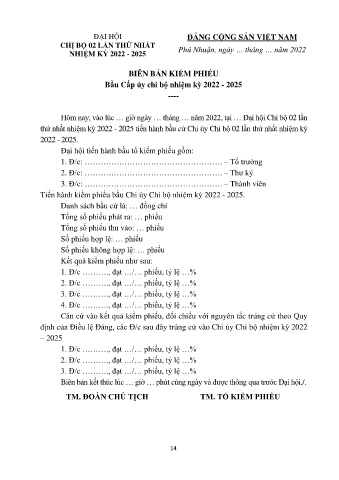 ĐẠI HỘI
CHI BỘ 02 LẦN THỨ NHẤT
NHIỆM KỲ 2022 - 2025
ĐẢNG CỘNG SẢN VIỆT NAM
Phú Nhuận, ngày … tháng … năm 2022
BIÊN BẢN KIỂM PHIẾU
Bầu Cấp ủy chi bộ nhiệm kỳ 2022 - 2025
----
Hôm nay, vào lúc … giờ ngày … tháng … năm 2022, tại … Đại hội Chi bộ 02 lần
thứ nhất nhiệm kỳ 2022 - 2025 tiến hành bầu cử Chi ủy Chi bộ 02 lần thứ nhất nhiệm kỳ
2022 - 2025.
Đại hội tiến hành bầu tổ kiểm phiếu gồm:
1. Đ/c: ……………………………………………… – Tổ trưởng
2. Đ/c: ……………………………………………… – Thư ký
3. Đ/c: ……………………………………………… – Thành viên
Tiến hành kiểm phiếu bầu Chi ủy Chi bộ nhiệm kỳ 2022 - 2025.
Danh sách bầu cử là: … đồng chí
Tổng số phiếu phát ra: … phiếu
Tổng số phiếu thu vào: … phiếu
Số phiếu hợp lệ: … phiếu
Số phiếu không hợp lệ: … phiếu
Kết quả kiểm phiếu như sau:
1. Đ/c ………., đạt …/… phiếu, tỷ lệ …%
2. Đ/c ………., đạt …/… phiếu, tỷ lệ …%
3. Đ/c ………., đạt …/… phiếu, tỷ lệ …%
4. Đ/c ………., đạt …/… phiếu, tỷ lệ …%
Căn cứ vào kết quả kiểm phiếu, đối chiếu với nguyên tắc trúng cử theo Quy
định của Điều lệ Đảng, các Đ/c sau đây trúng cử vào Chi ủy Chi bộ nhiệm kỳ 2022
– 2025
1. Đ/c ………., đạt …/… phiếu, tỷ lệ …%
2. Đ/c ………., đạt …/… phiếu, tỷ lệ …%
3. Đ/c ………., đạt …/… phiếu, tỷ lệ …%
Biên bản kết thúc lúc … giờ … phút cùng ngày và được thông qua trước Đại hội./.
TM. ĐOÀN CHỦ TỊCH
TM. TỔ KIỂM PHIẾU
14